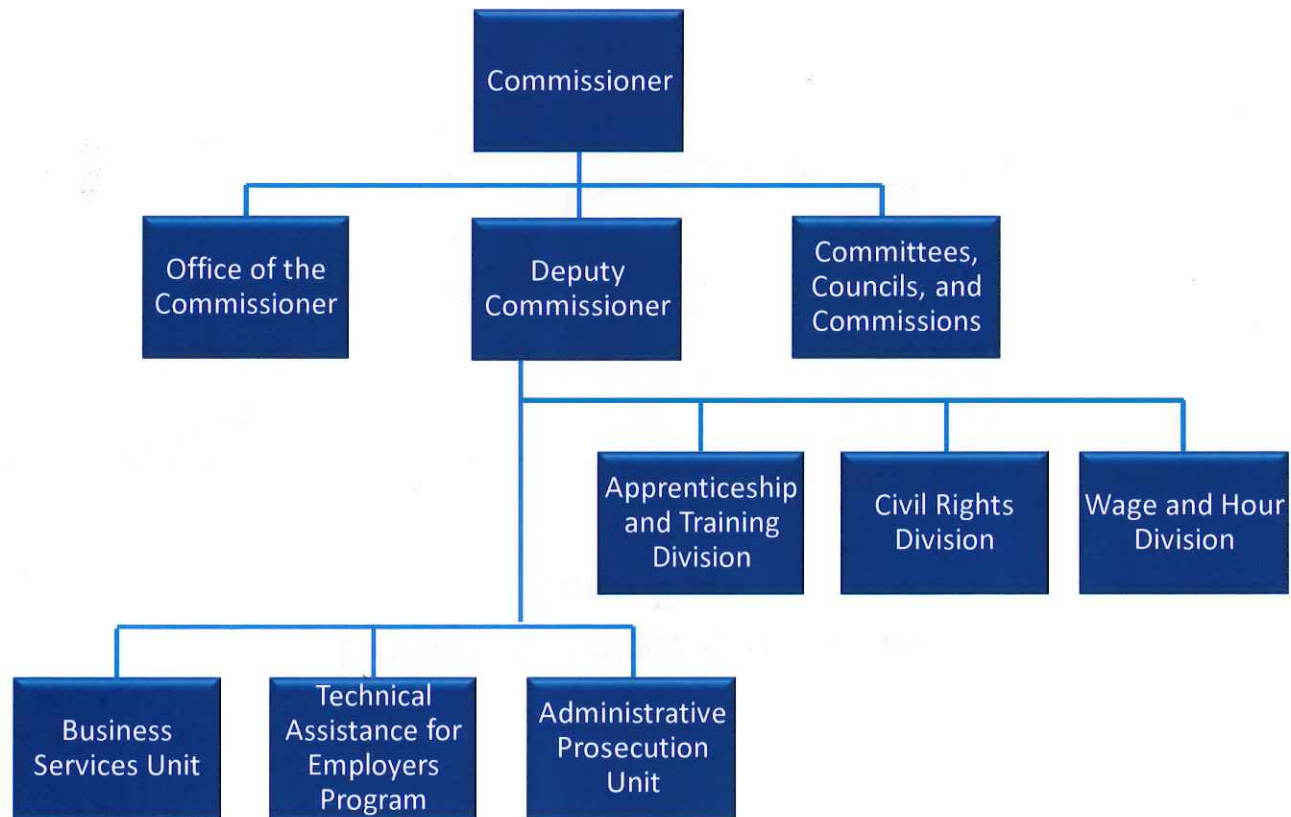 Commissioner
Office of the
Commissioner
Deputy
Commissioner
Committees,
Councils, and
Commissions
Apprenticeship
and Training
Division
Civil Rights
Division
Wage and Hour
Division
Business
Services Unit
Technical
Assistance for
Employers
Program
Administrative
Prosecution
Unit